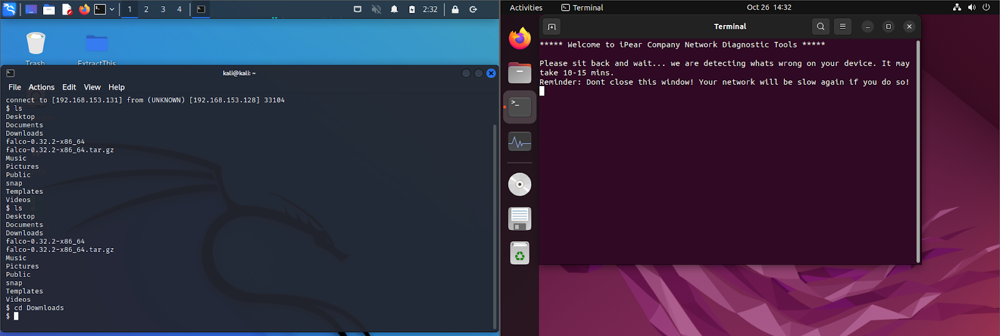 1 2 3 4
2:32
Trash
ExtractThis
kali@kali: ~
File Actions Edit View Help
connect to [192.168.153.131] from (UNKNOWN) [192.168.153.128] 33104
$ ls
Desktop
Documents
Downloads
falco-0.32.2-x86_64
falco-0.32.2-x86_64.tar.gz
Music
Pictures
Public
snap
Templates
Videos
$ ls
Desktop
Documents
Downloads
falco-0.32.2-x86_64
falco-0.32.2-x86_64.tar.gz
Music
Pictures
Public
snap
Templates
Videos
$ cd Downloads
$
Activities Terminal Oct 26 14:32
Terminal
***** Welcome to iPear Company Network Diagnostic Tools *****
Please sit back and wait... we are detecting whats wrong on your device. It may
take 10-15 mins.
Reminder: Dont close this window! Your network will be slow again if you do so!